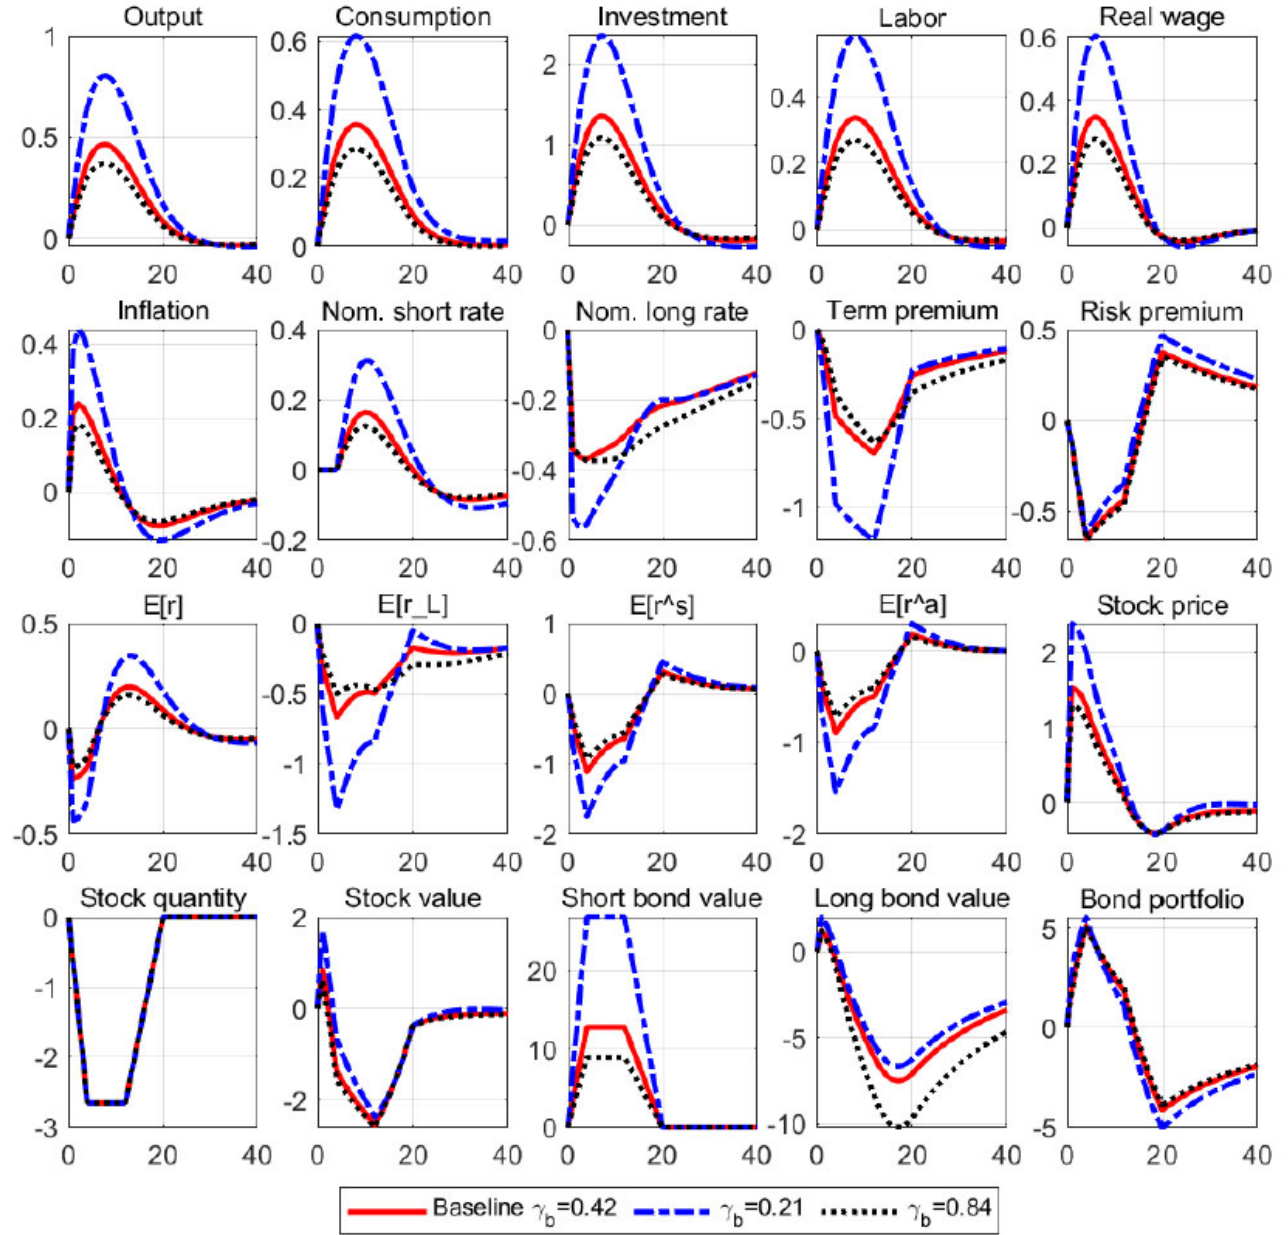 Output Consumption Investment Labor Real wage
1 0.5 0
0.6 0.4 0.2 0
2 1 0
0.4 0.2 0
0.6 0.4 0.2 0
0 20 40 0 20 40 0 20 40 0 20 40 0 20 40
Inflation Nom. short rate Nom. long rate Term premium Risk premium
0.4 0.2 0
0.4 0.2 0 -0.2
0 -0.2 -0.4 -0.6
0 -0.5 -1
0.5 0 -0.5
0 20 40 0 20 40 0 20 40 0 20 40 0 20 40
E[r] E[r_L] E[r^s] E[r^a] Stock price
0.5 0 -0.5
0 -0.5 -1 -1.5
1 0 -1 -2
0 -1 -2
2 1 0
0 20 40 0 20 40 0 20 40 0 20 40 0 20 40
Stock quantity Stock value Short bond value Long bond value Bond portfolio
0 -1 -2 -3
2 0 -2
20 10 0
0 -5 -10
5 0 -5
0 20 40 0 20 40 0 20 40 0 20 40 0 20 40
Baseline γ_b=0.42 γ_b=0.21 γ_b=0.84